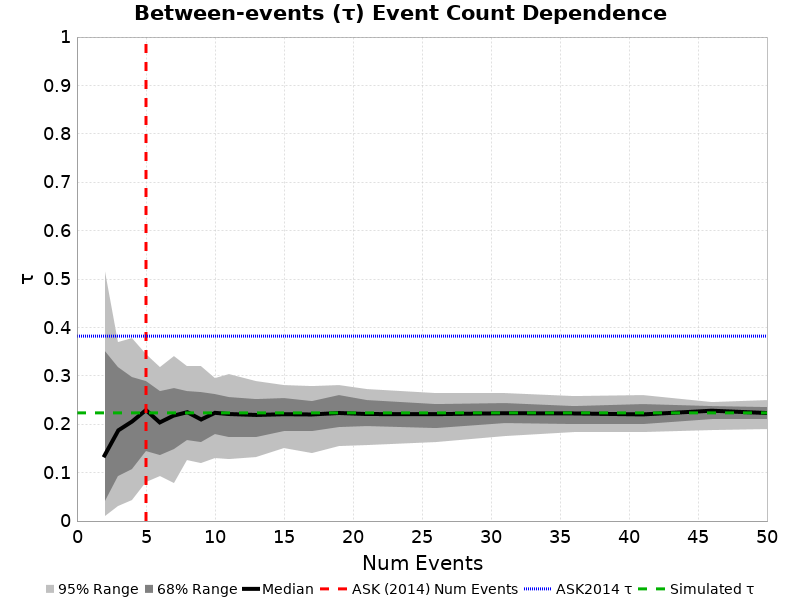 Between-events (τ) Event Count Dependence
1
0.9
0.8
0.7
0.6
0.5
0.4
0.3
0.2
0.1
0
τ
0 5 10 15 20 25 30 35 40 45 50
Num Events
95% Range 68% Range Median ASK (2014) Num Events ASK2014 τ Simulated τ